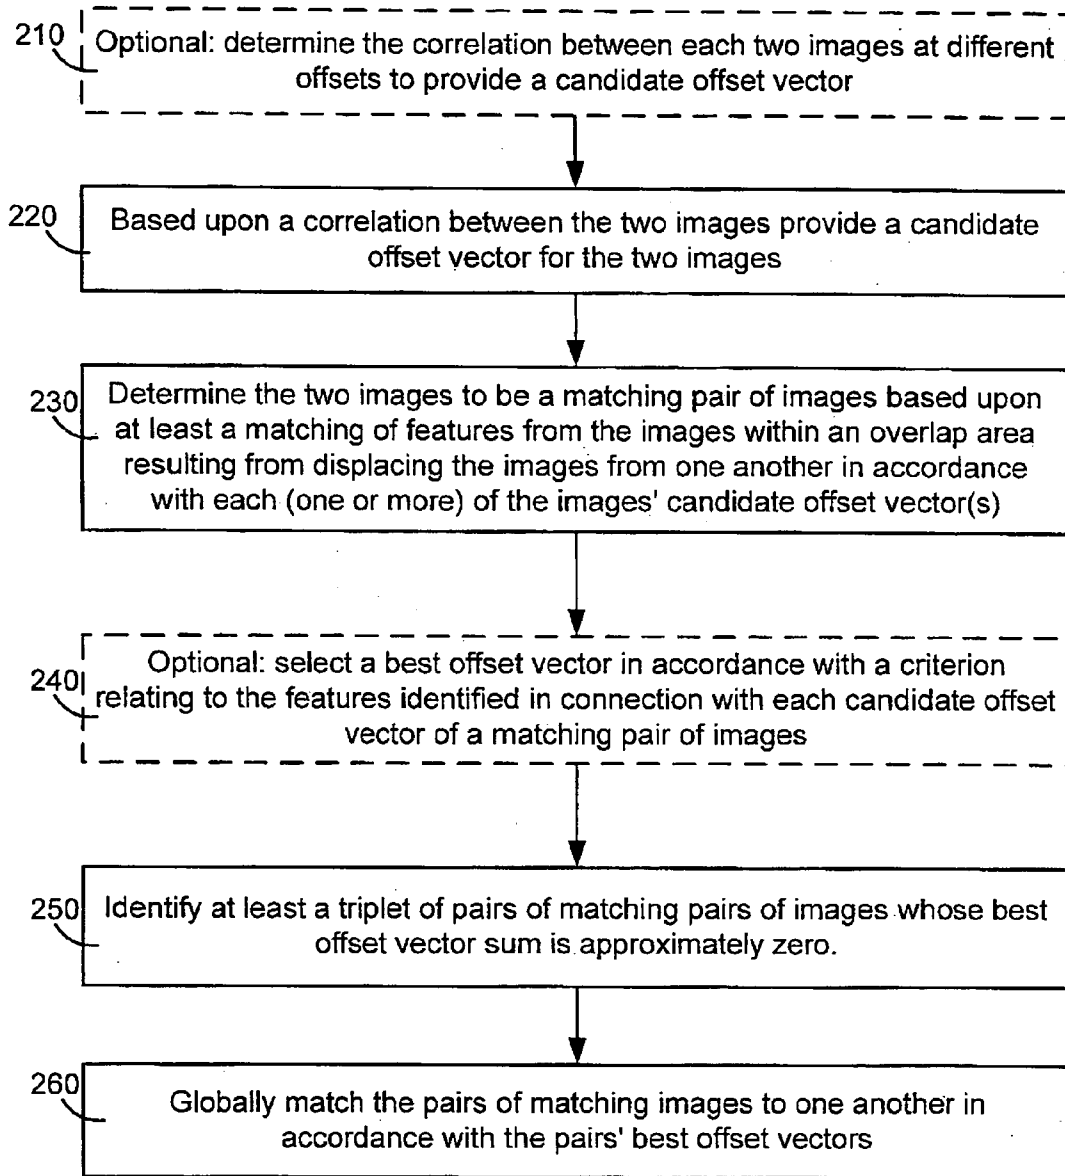 210
Optional: determine the correlation between each two images at different
offsets to provide a candidate offset vector
220
Based upon a correlation between the two images provide a candidate
offset vector for the two images
230
Determine the two images to be a matching pair of images based upon
at least a matching of features from the images within an overlap area
resulting from displacing the images from one another in accordance
with each (one or more) of the images' candidate offset vector(s)
240
Optional: select a best offset vector in accordance with a criterion
relating to the features identified in connection with each candidate offset
vector of a matching pair of images
250
Identify at least a triplet of pairs of matching pairs of images whose best
offset vector sum is approximately zero.
260
Globally match the pairs of matching images to one another in
accordance with the pairs' best offset vectors